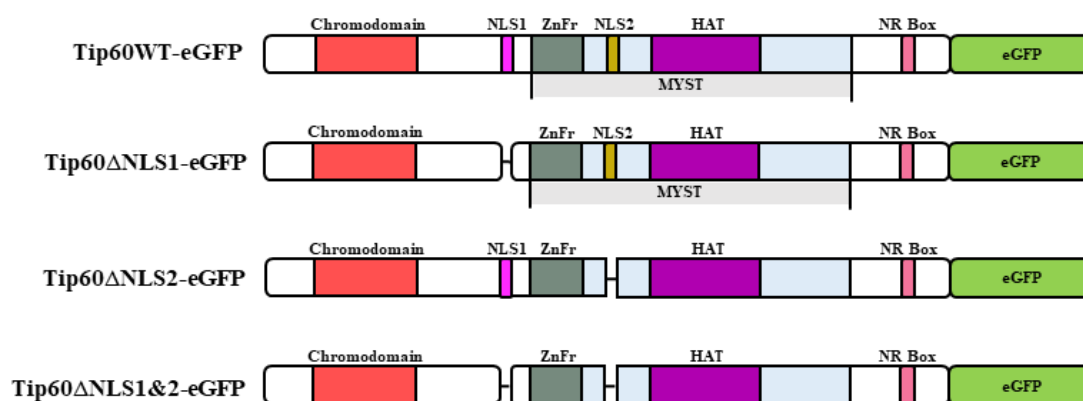 Chromodomain NLS1 ZnFr NLS2 HAT NR Box
Tip60WT-eGFP eGFP
MYST
Chromodomain ZnFr NLS2 HAT NR Box
Tip60ΔNLS1-eGFP eGFP
MYST
Chromodomain NLS1 ZnFr HAT NR Box
Tip60ΔNLS2-eGFP eGFP
Chromodomain ZnFr HAT NR Box
Tip60ΔNLS1&2-eGFP eGFP